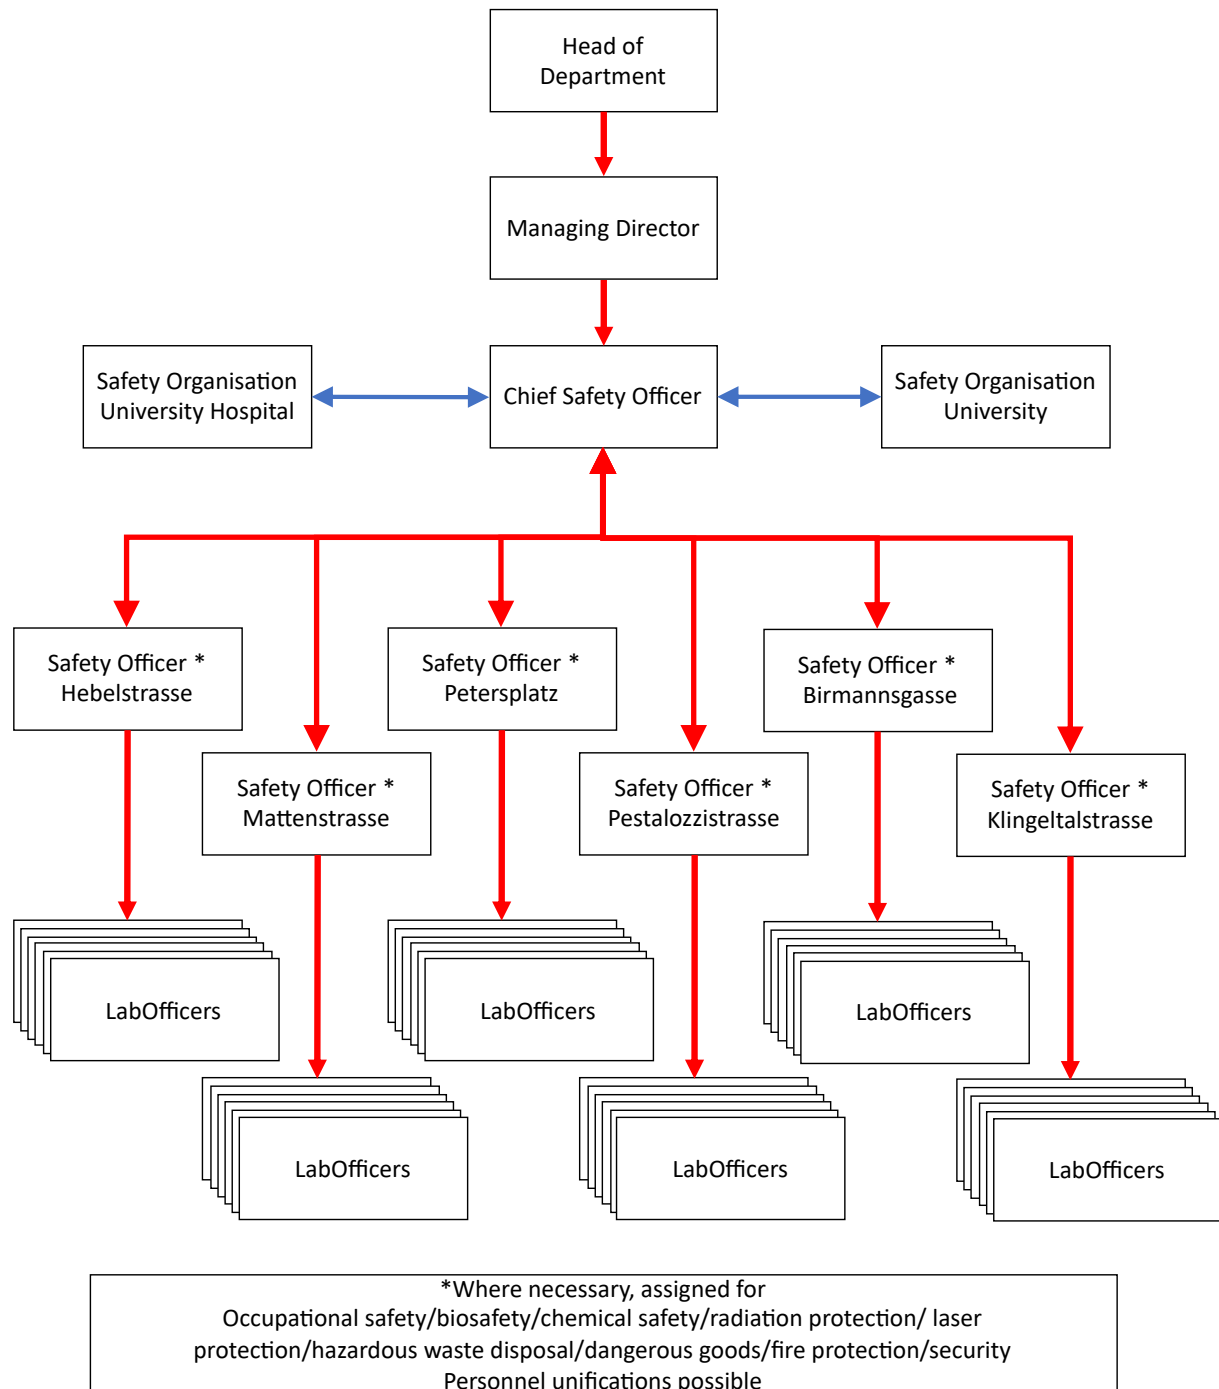 Head of
Department
Managing Director
Safety Organisation
University Hospital
Chief Safety Officer
Safety Organisation
University
Safety Officer *
Hebelstrasse
Safety Officer *
Petersplatz
Safety Officer *
Birmannsgasse
Safety Officer *
Mattenstrasse
Safety Officer *
Pestalozzistrasse
Safety Officer *
Klingeltalstrasse
LabOfficers
LabOfficers
LabOfficers
LabOfficers
LabOfficers
LabOfficers
*Where necessary, assigned for
Occupational safety/biosafety/chemical safety/radiation protection/ laser
protection/hazardous waste disposal/dangerous goods/fire protection/security
Personnel unifications possible